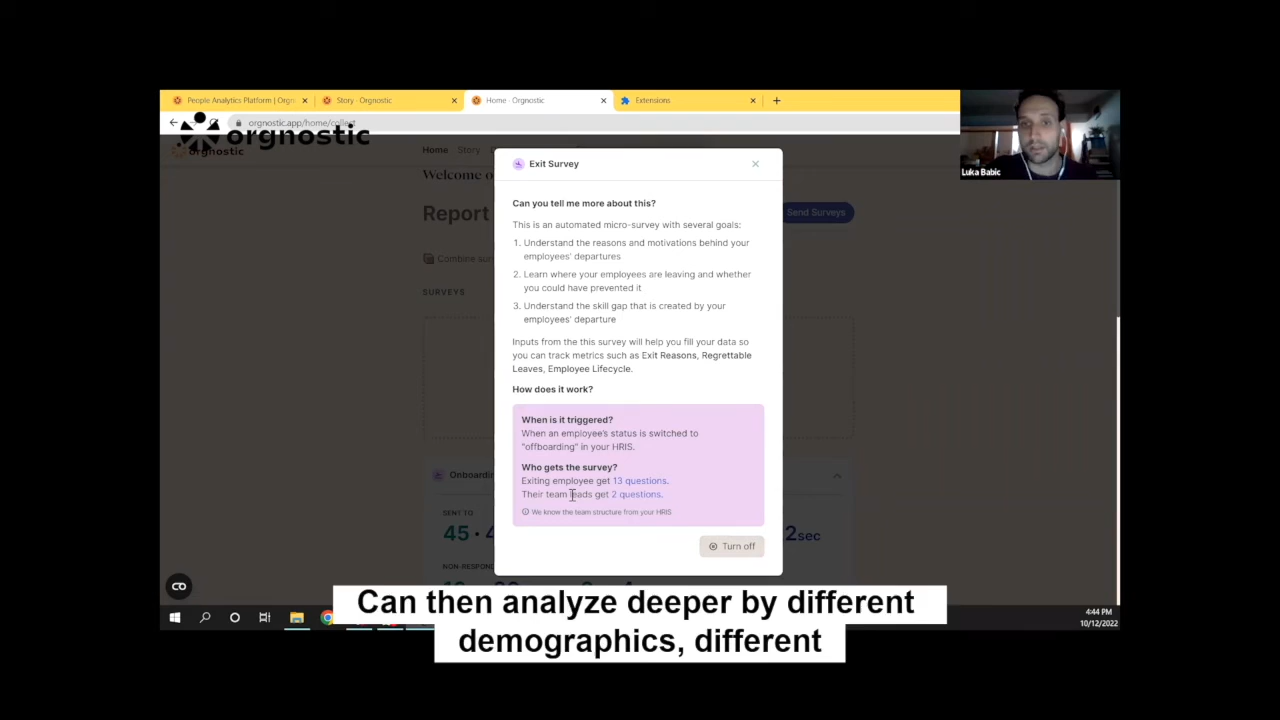 People Analytics Platform | Orgn
Story · Orgnostic
Home · Orgnostic
Extensions
orgnostic.app/home/collect
orgnostic
orgnostic
Home
Story
Luka Babic
Exit Survey
Welcome o
Report
Send Surveys
Can you tell me more about this?
This is an automated micro-survey with several goals:
1. Understand the reasons and motivations behind your
employees' departures
2. Learn where your employees are leaving and whether
you could have prevented it
3. Understand the skill gap that is created by your
employees' departure
Combine sur
SURVEYS
Inputs from the this survey will help you fill your data so
you can track metrics such as Exit Reasons, Regrettable
Leaves, Employee Lifecycle.
How does it work?
When is it triggered?
When an employee's status is switched to
"offboarding" in your HRIS.
Who gets the survey?
Exiting employee get 13 questions.
Their team leads get 2 questions.
We know the team structure from your HRIS
Turn off
Onboardin
SENT TO
45 · 4
2sec
NON-RESPOND
4:44 PM
10/12/2022
Can then analyze deeper by different
demographics, different